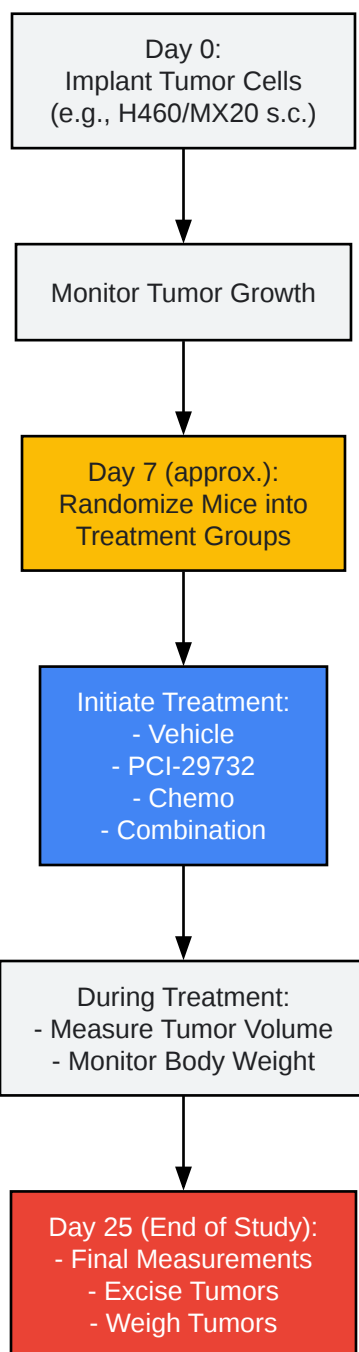 Day 0:
Implant Tumor Cells
(e.g., H460/MX20 s.c.)
Monitor Tumor Growth
Day 7 (approx.):
Randomize Mice into
Treatment Groups
Initiate Treatment:
- Vehicle
- PCI-29732
- Chemo
- Combination
During Treatment:
- Measure Tumor Volume
- Monitor Body Weight
Day 25 (End of Study):
- Final Measurements
- Excise Tumors
- Weigh Tumors